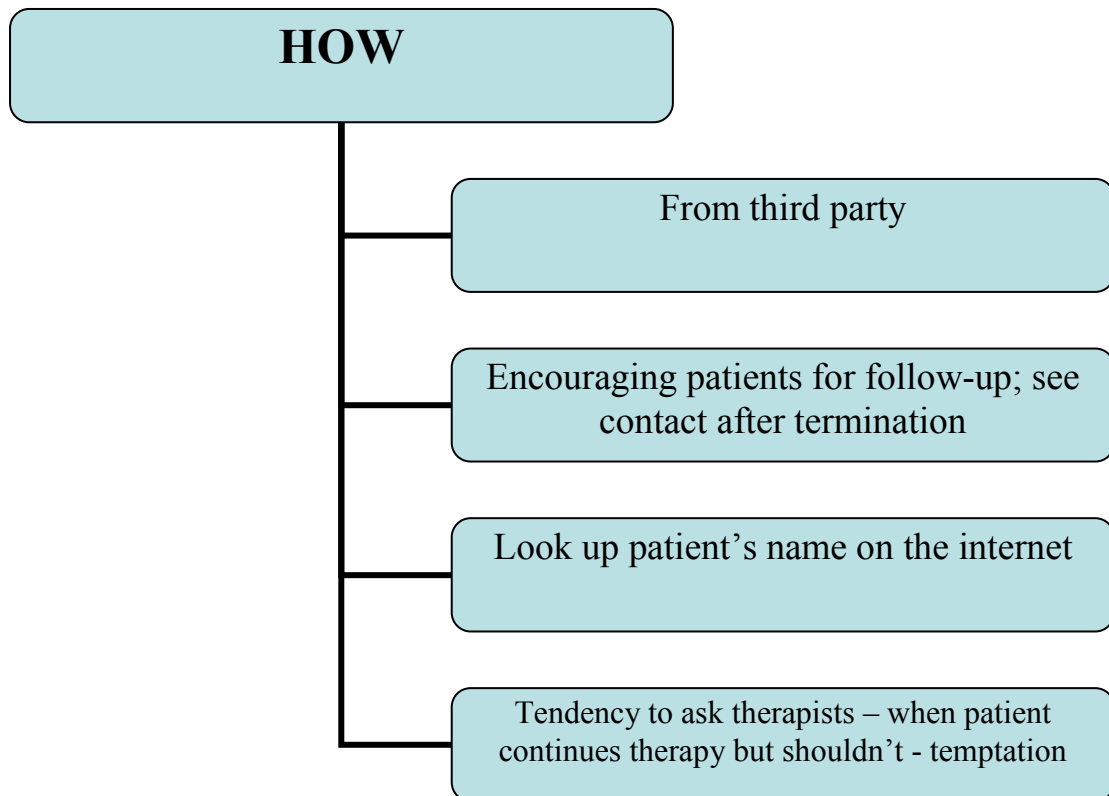 HOW
From third party
Encouraging patients for follow-up; see
contact after termination
Look up patient’s name on the internet
Tendency to ask therapists – when patient
continues therapy but shouldn’t - temptation